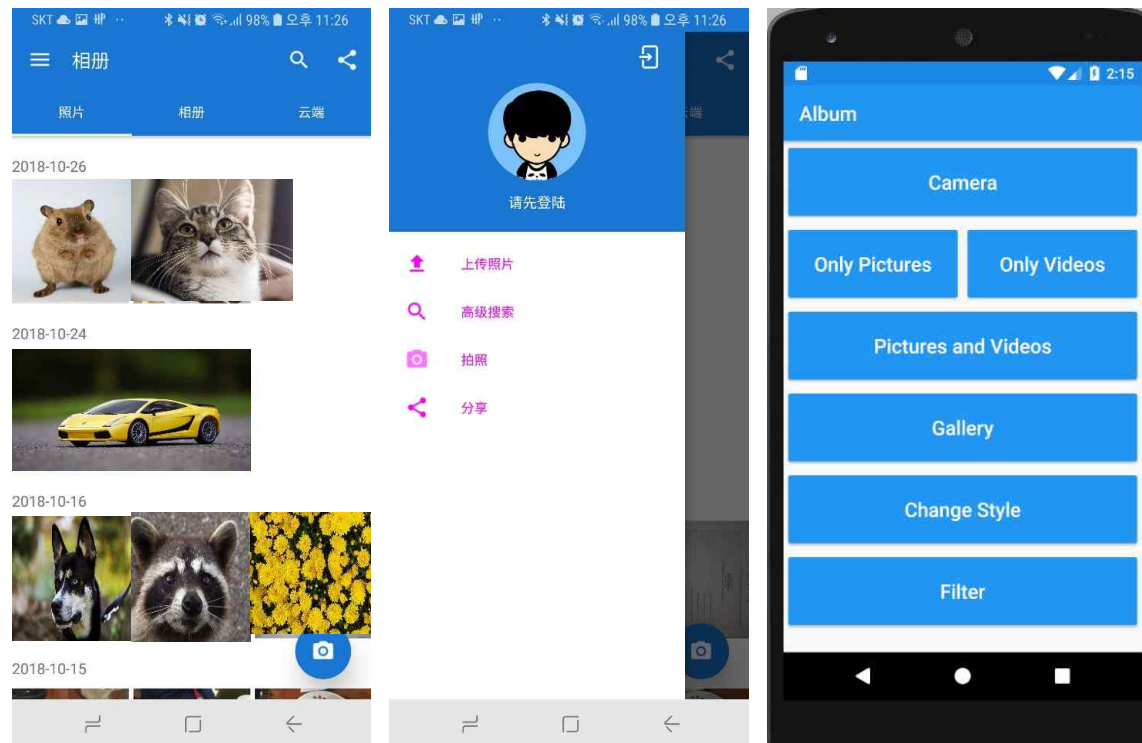 SKT
98%
오후 11:26
相册
照片
相册
云端
2018-10-26
2018-10-24
2018-10-16
2018-10-15
SKT
98%
오후 11:26
云端
请先登陆
上传照片
高级搜索
拍照
分享
2:15
Album
Camera
Only Pictures
Only Videos
Pictures and Videos
Gallery
Change Style
Filter